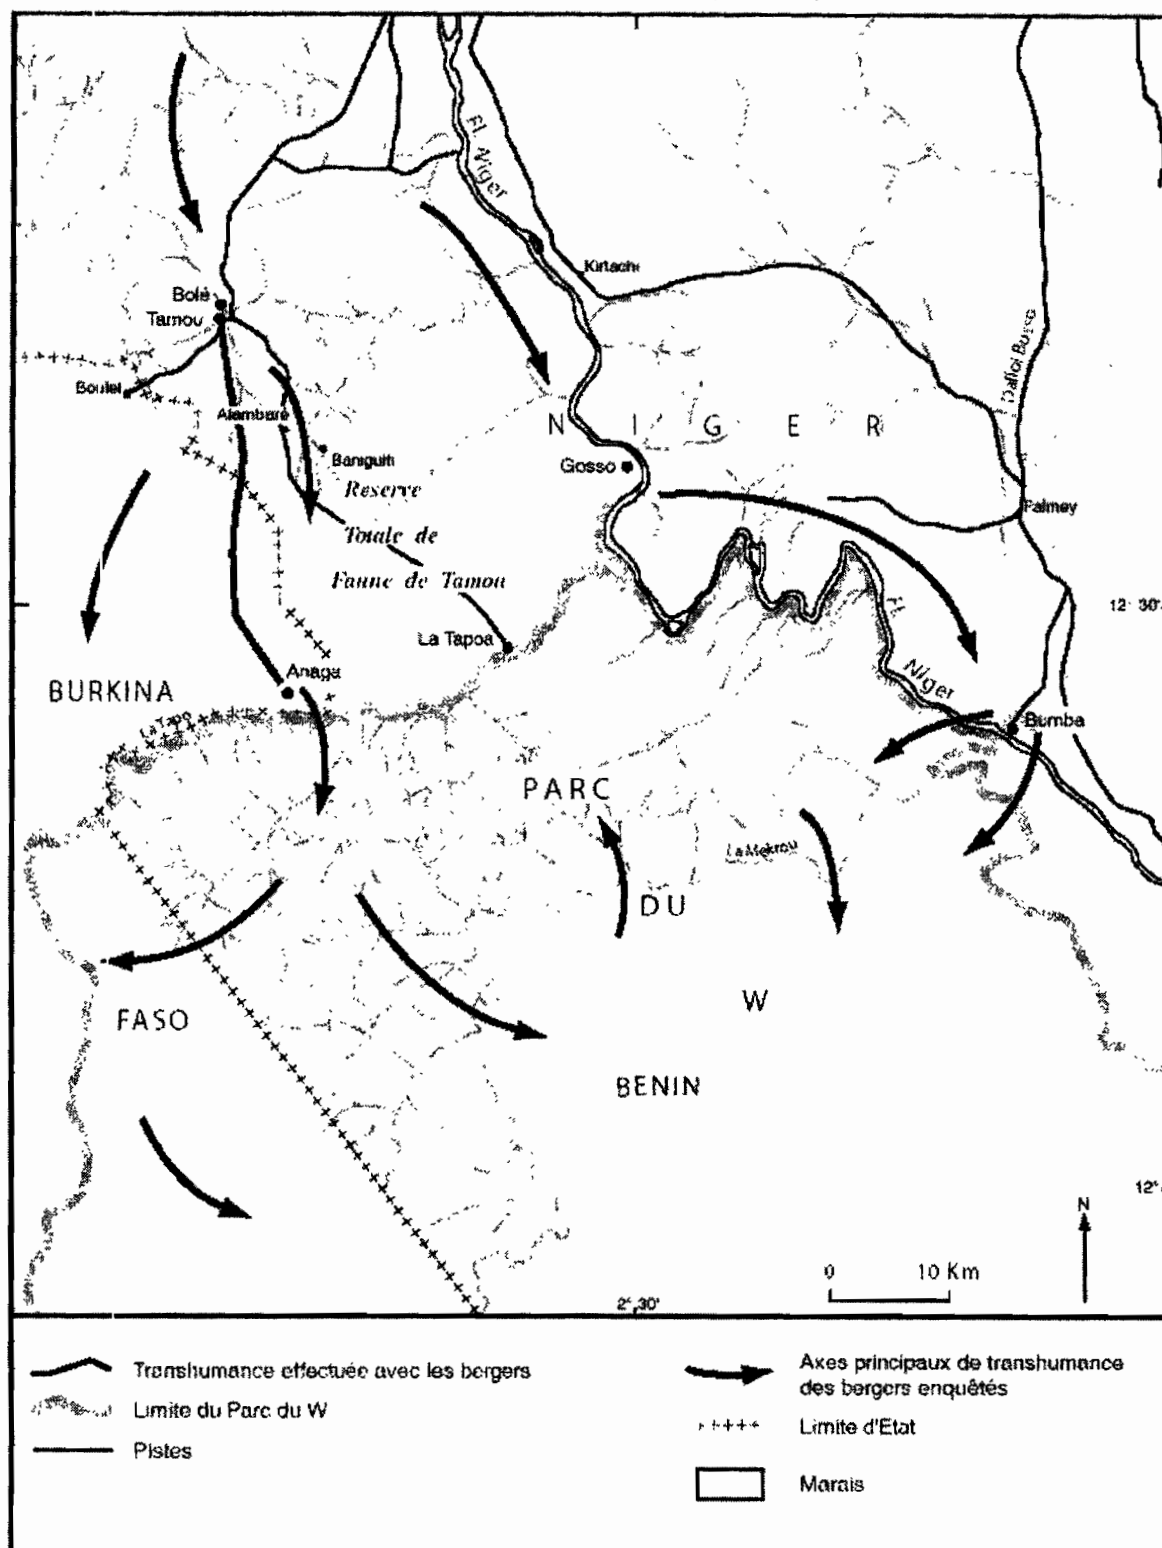 Fl. Niger
Kirtachi
Bolé
Tamou
Dallol Bosso
Boulel
Alambaré
N I G E R
Baniguiti
Gosso
Reserve
Falmey
Totale de
Faune de Tamou
12° 30'
Fl.
La Tapoa
Anaga
Niger
BURKINA
La Tapo
Bumba
PARC
La Mekrou
DU
W
FASO
BENIN
12°
N
0 10 Km
2° 30'
Transhumance effectuée avec les bergers
Limite du Parc du W
Pistes
Axes principaux de transhumance
des bergers enquêtés
Limite d'Etat
Marais